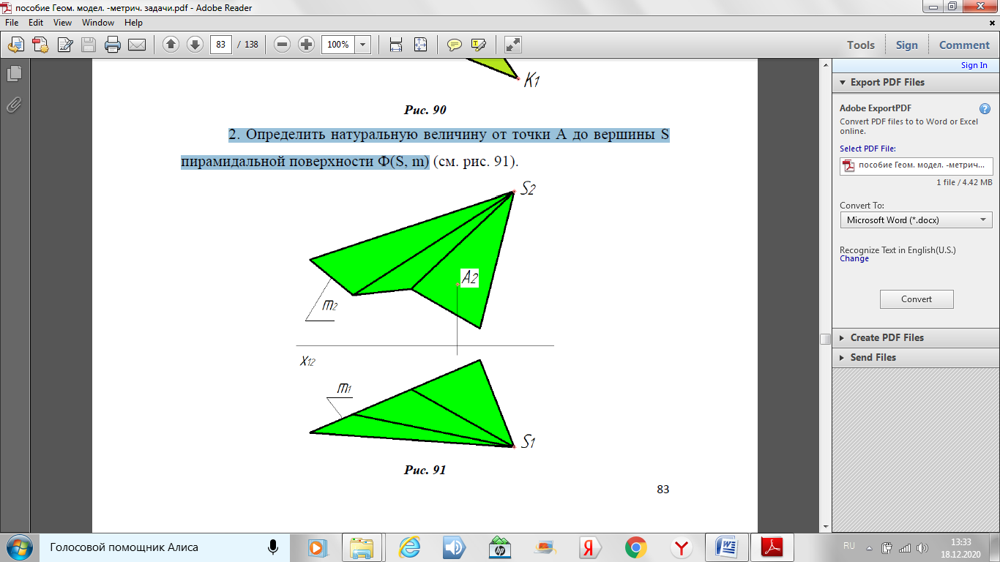 пособие Геом. модел. -метрич. задачи.pdf - Adobe Reader
File Edit View Window Help
83 / 138 100% Tools Sign Comment
Sign In
K1
Export PDF Files
Рис. 90
Adobe ExportPDF
Convert PDF files to to Word or Excel
online.
2. Определить натуральную величину от точки А до вершины S
пирамидальной поверхности Ф(S, m) (см. рис. 91).
Select PDF File:
пособие Геом. модел. -метрич...
1 file / 4.42 MB
S2
Convert To:
Microsoft Word (*.docx)
Recognize Text in English(U.S.)
Change
A2
m2
Convert
Create PDF Files
Send Files
X12
m1
S1
Рис. 91
83
Голосовой помощник Алиса
hp
Я
Y
W
RU
13:33
18.12.2020